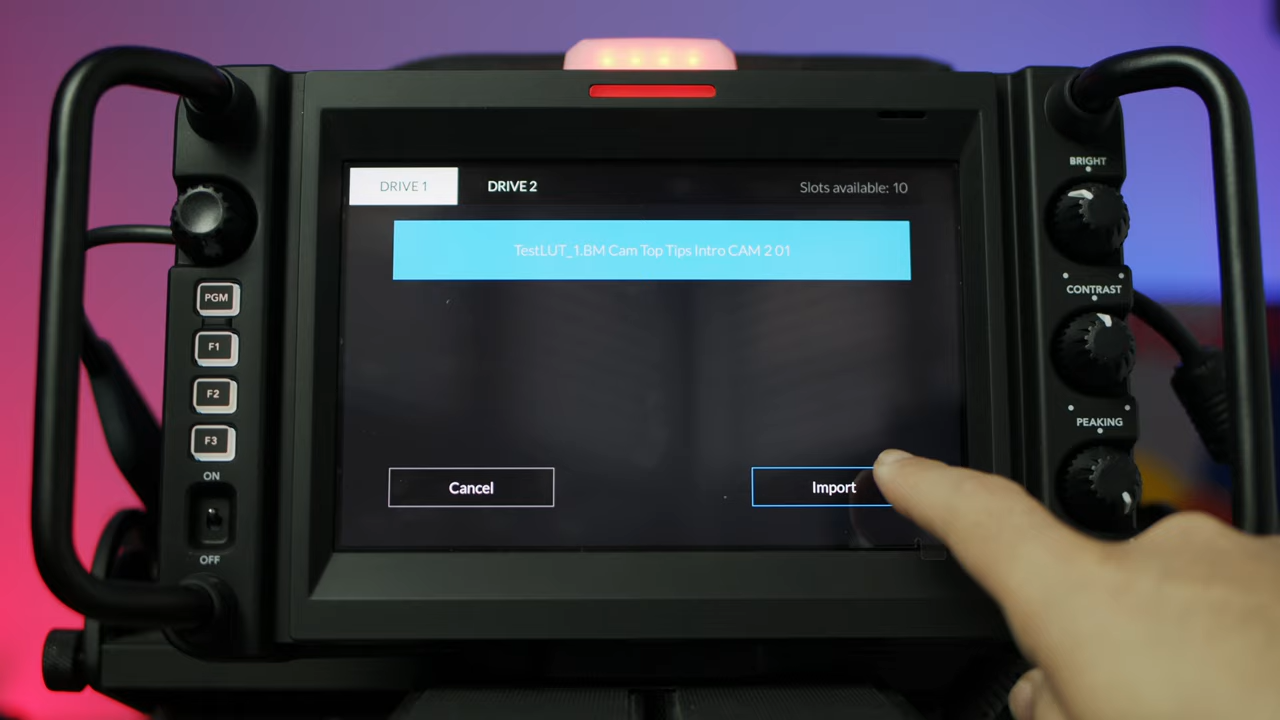 DRIVE 1
DRIVE 2
Slots available: 10
TestLUT_1.BM Cam Top Tips Intro CAM 2 01
Cancel
Import
PGM
F1
F2
F3
ON
OFF
BRIGHT
CONTRAST
PEAKING